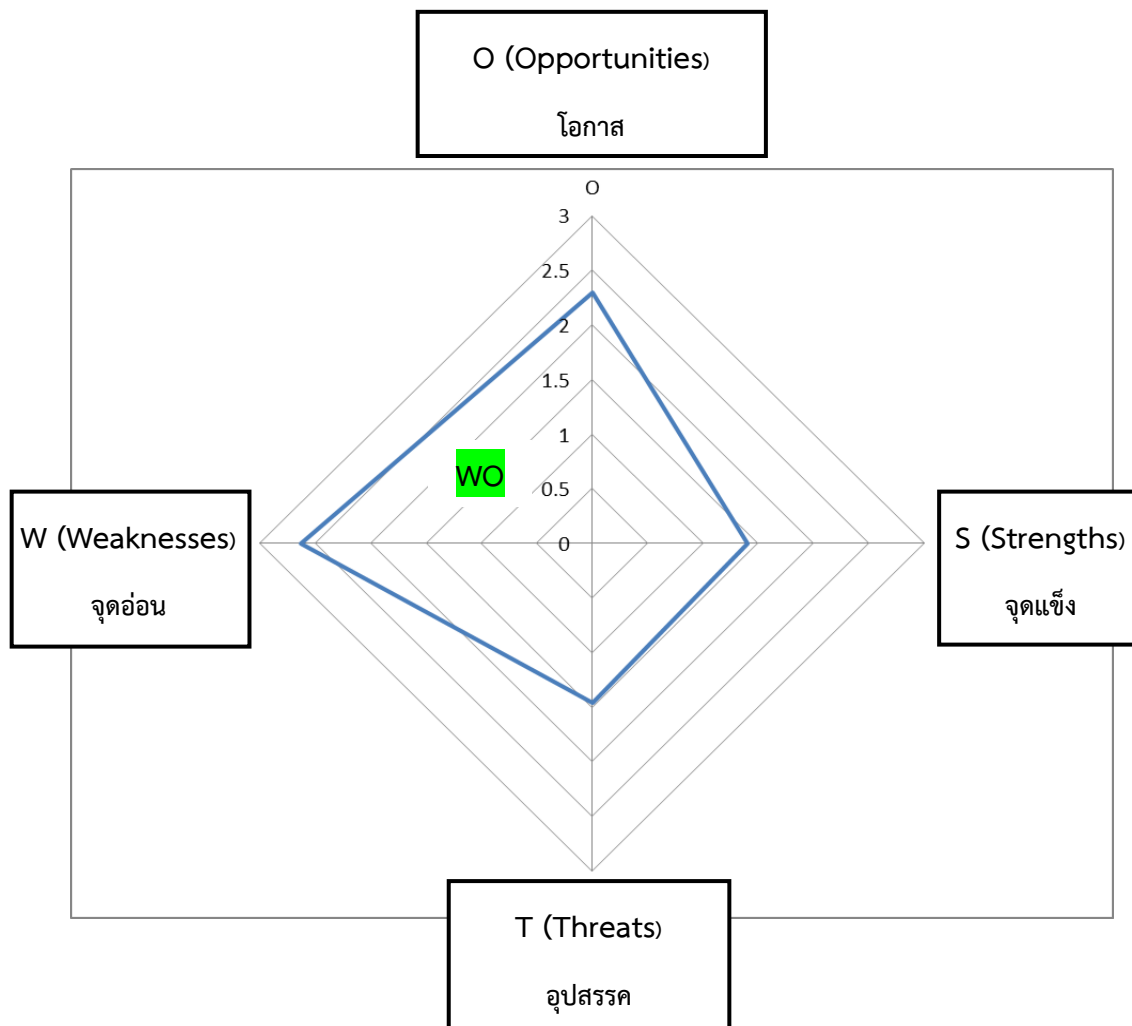 O (Opportunities)
โอกาส
O
3
2.5
2
1.5
1
WO
0.5
W (Weaknesses)
จุดอ่อน
0
S (Strengths)
จุดแข็ง
T (Threats)
อุปสรรค